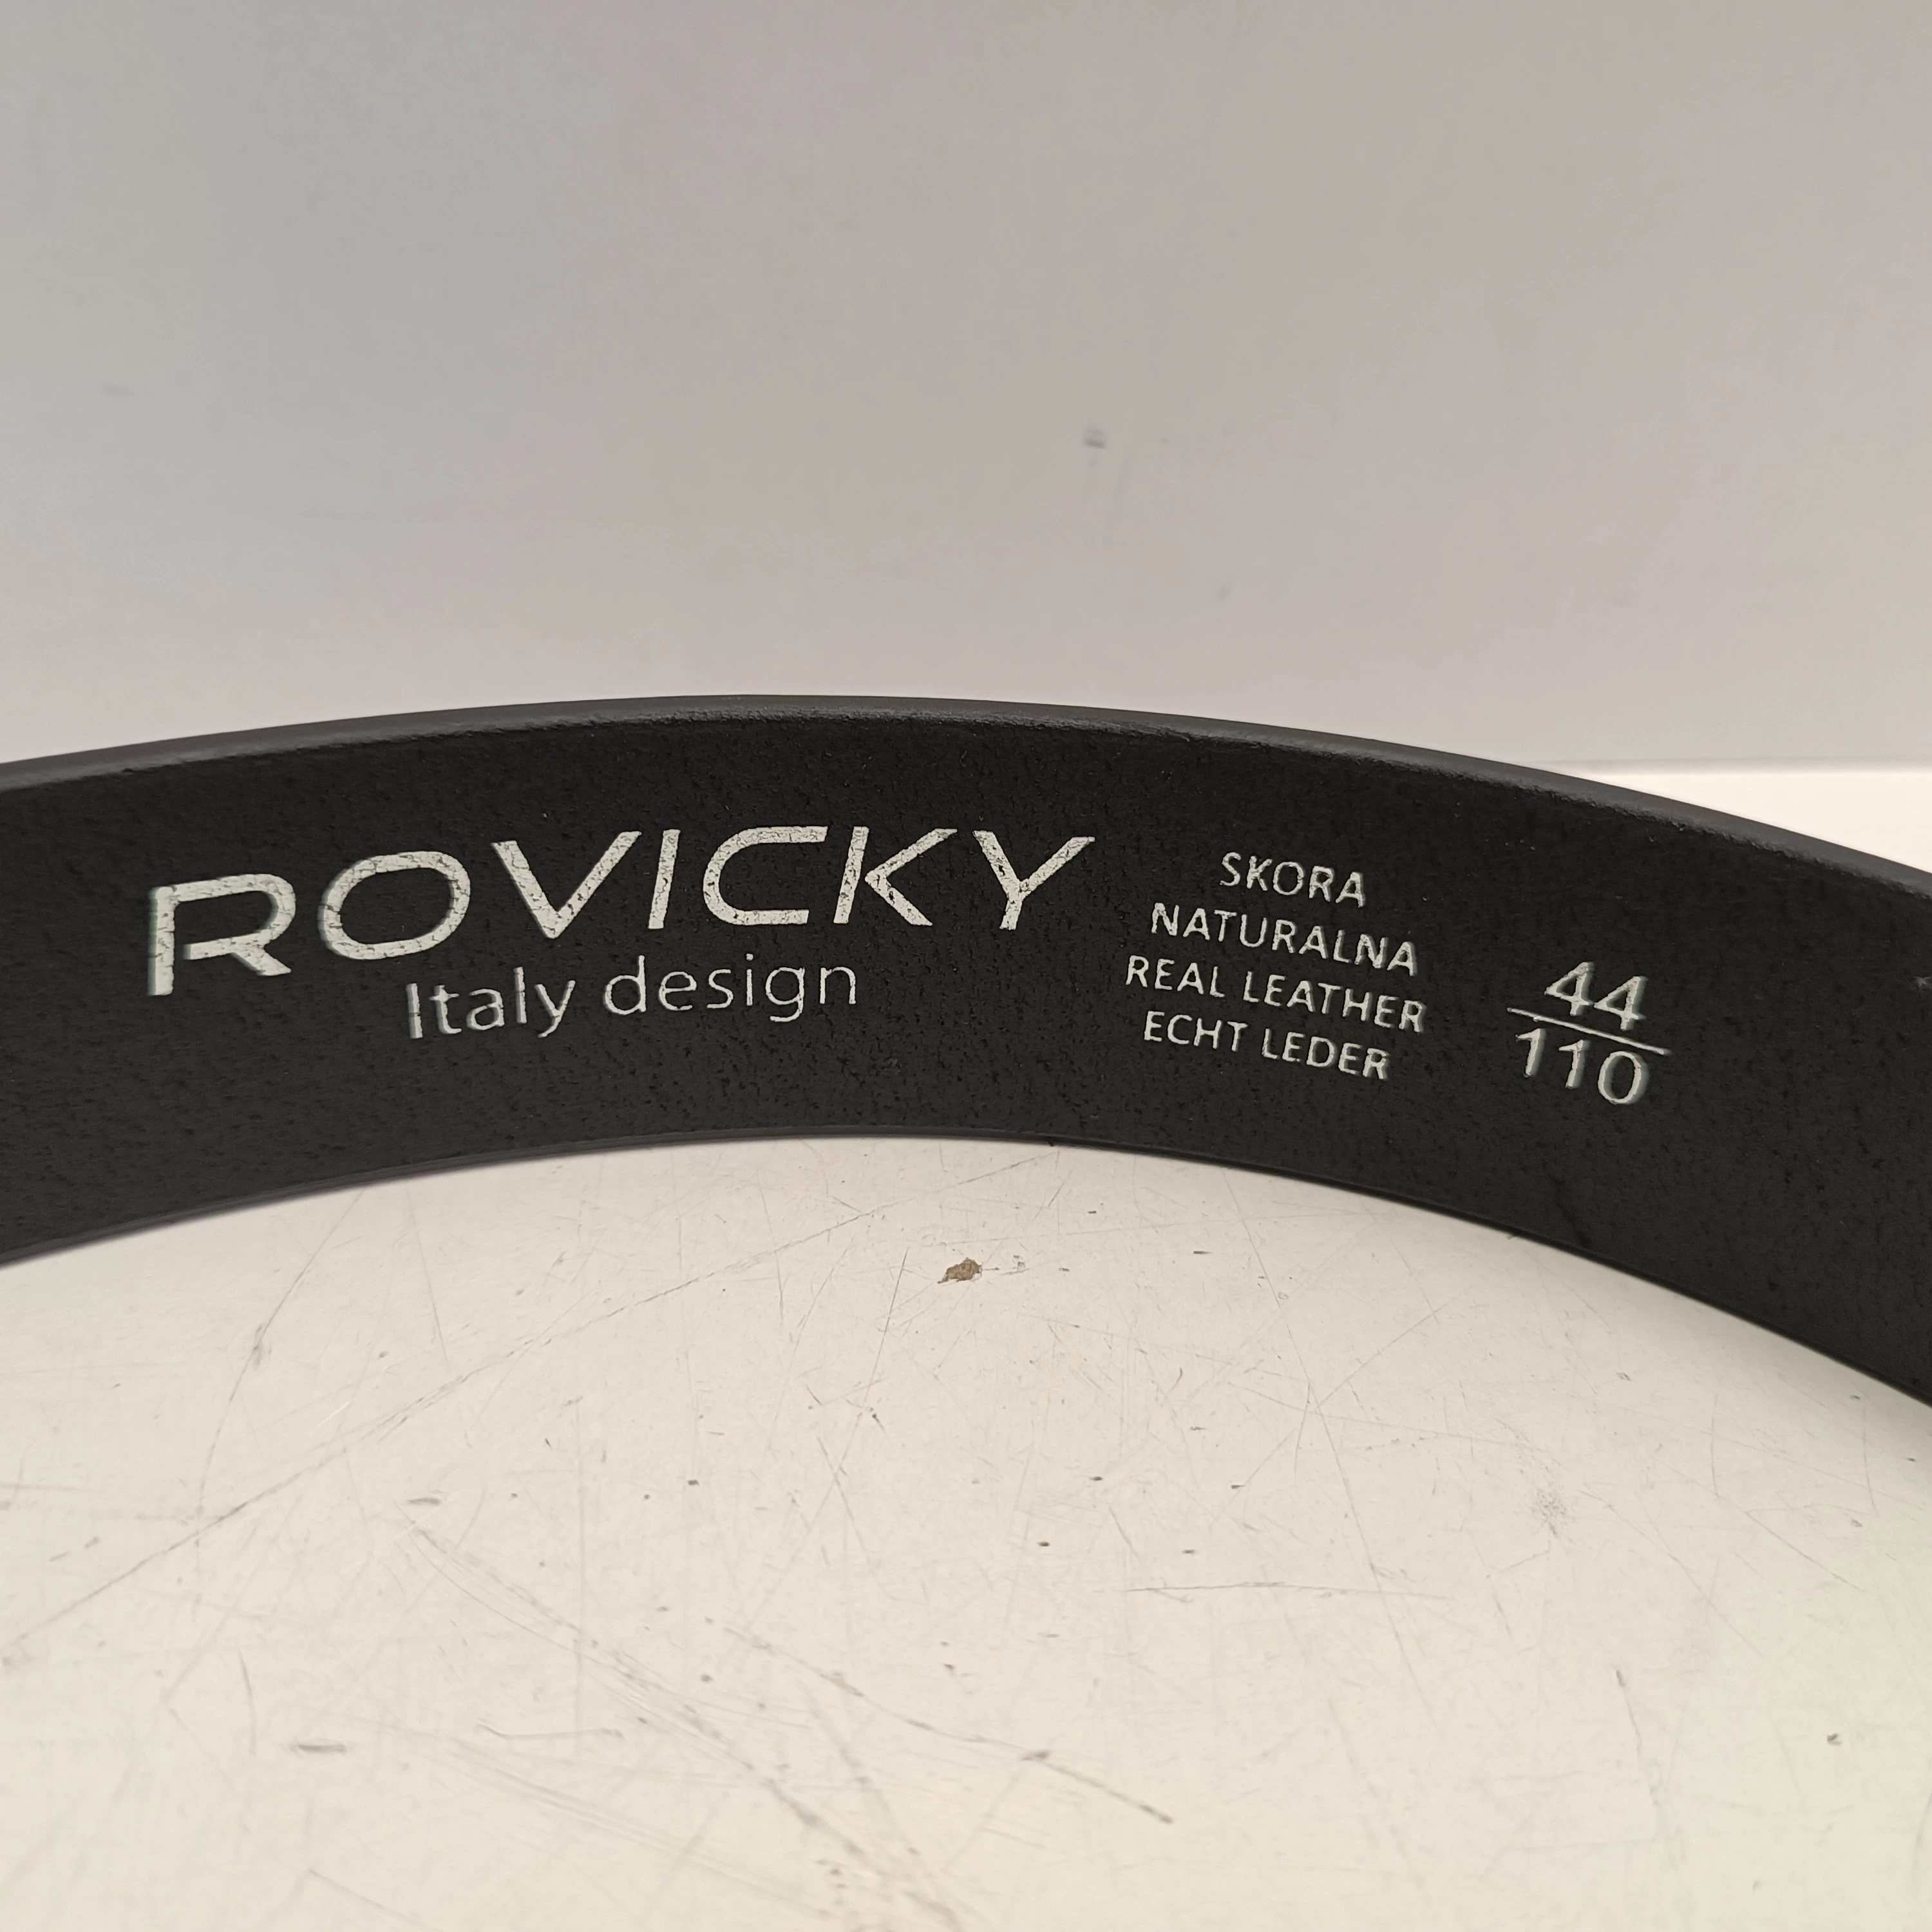 ROVICKY
Italy design
SKORA
NATURALNA
REAL LEATHER
ECHT LEDER
44
110